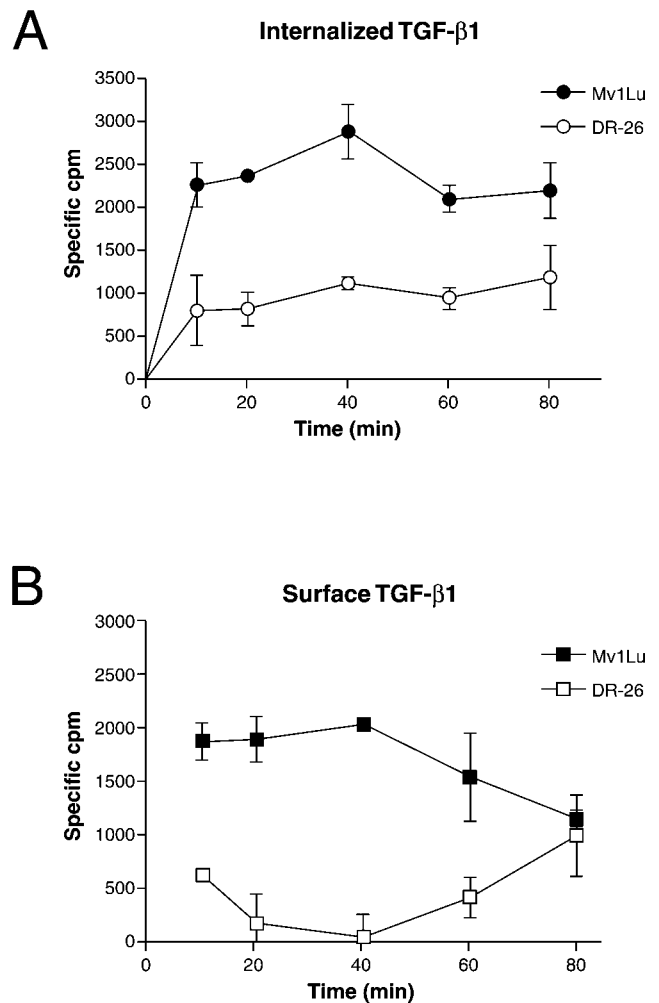 A
Internalized TGF-β1
3500
3000
2500
2000
1500
1000
500
0
Specific cpm
Mv1Lu
DR-26
0 20 40 60 80
Time (min)
B
Surface TGF-β1
3000
2500
2000
1500
1000
500
0
Specific cpm
Mv1Lu
DR-26
0 20 40 60 80
Time (min)